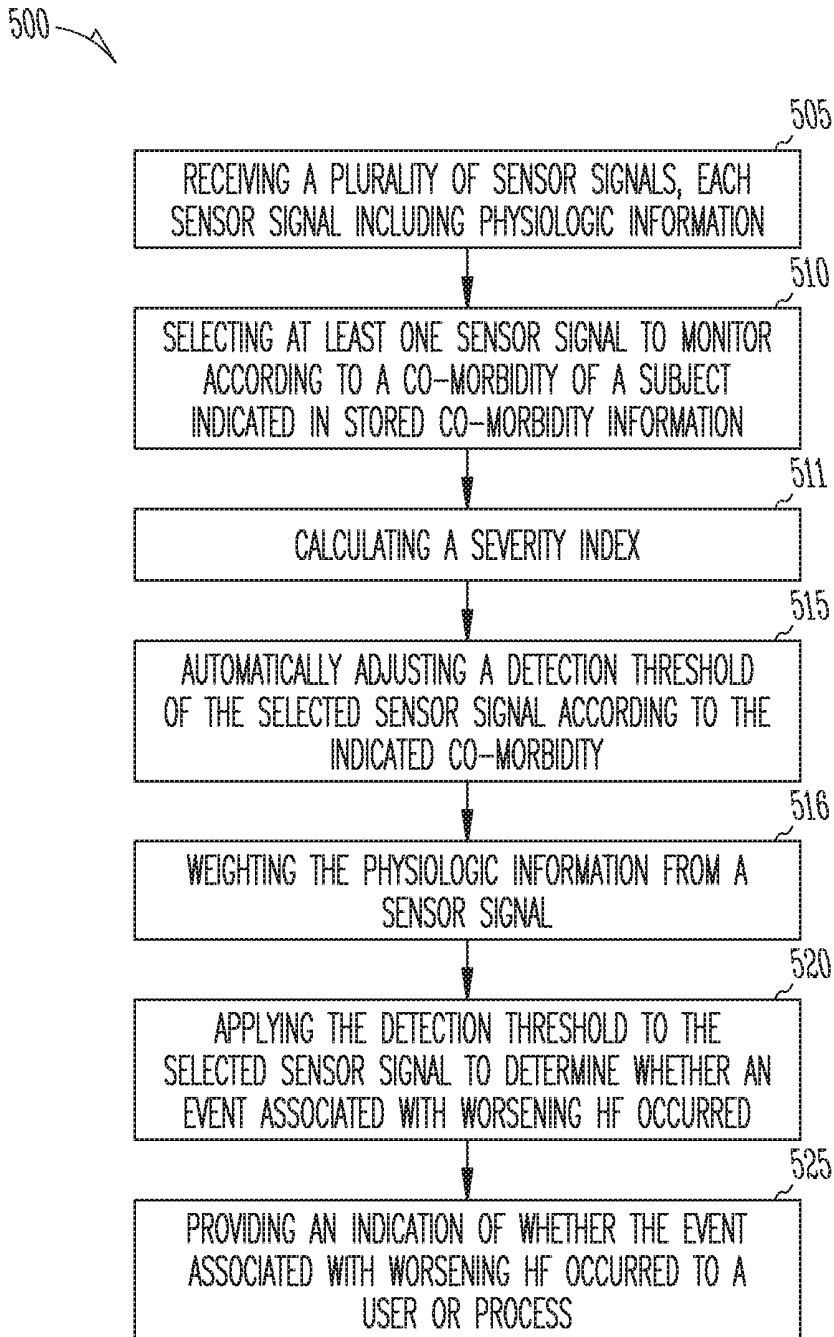 500
505
RECEIVING A PLURALITY OF SENSOR SIGNALS, EACH
SENSOR SIGNAL INCLUDING PHYSIOLOGIC INFORMATION
510
SELECTING AT LEAST ONE SENSOR SIGNAL TO MONITOR
ACCORDING TO A CO-MORBIDITY OF A SUBJECT
INDICATED IN STORED CO-MORBIDITY INFORMATION
511
CALCULATING A SEVERITY INDEX
515
AUTOMATICALLY ADJUSTING A DETECTION THRESHOLD
OF THE SELECTED SENSOR SIGNAL ACCORDING TO THE
INDICATED CO-MORBIDITY
516
WEIGHTING THE PHYSIOLOGIC INFORMATION FROM A
SENSOR SIGNAL
520
APPLYING THE DETECTION THRESHOLD TO THE
SELECTED SENSOR SIGNAL TO DETERMINE WHETHER AN
EVENT ASSOCIATED WITH WORSENING HF OCCURRED
525
PROVIDING AN INDICATION OF WHETHER THE EVENT
ASSOCIATED WITH WORSENING HF OCCURRED TO A
USER OR PROCESS